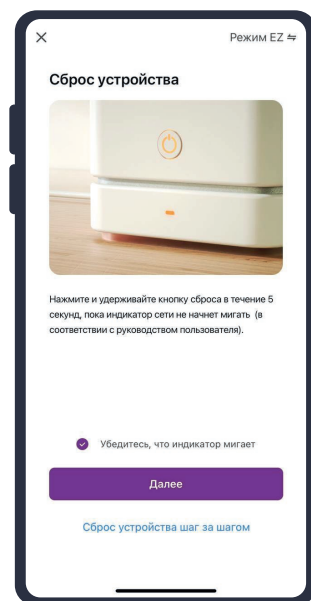 Режим EZ ⇋
Сброс устройства
Нажмите и удерживайте кнопку сброса в течение 5
секунд, пока индикатор сети не начнет мигать (в
соответствии с руководством пользователя).
Убедитесь, что индикатор мигает
Далее
Сброс устройства шаг за шагом